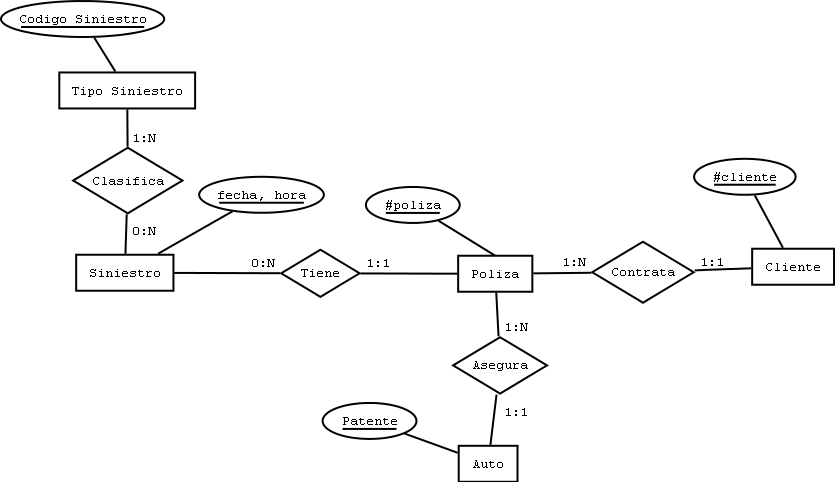 Codigo Siniestro
Tipo Siniestro
1:N
Clasifica
0:N
fecha, hora
Siniestro
0:N
Tiene
1:1
#poliza
Poliza
1:N
Contrata
1:1
#cliente
Cliente
1:N
Asegura
1:1
Patente
Auto